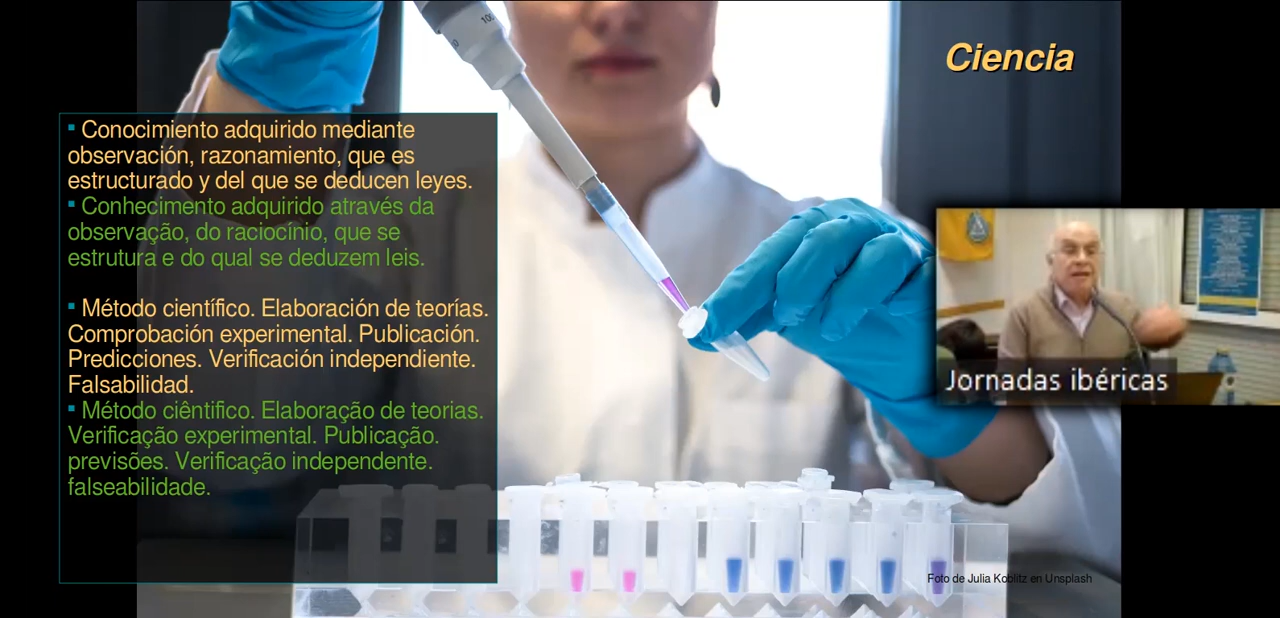 Ciencia
Conocimiento adquirido mediante
observación, razonamiento, que es
estructurado y del que se deducen leyes.
Conhecimento adquirido através da
observação, do raciocínio, que se
estrutura e do qual se deduzem leis.
Método científico. Elaboración de teorías.
Comprobación experimental. Publicación.
Predicciones. Verificación independiente.
Falsabilidad.
Método ciêntifico. Elaboração de teorias.
Verificação experimental. Publicação.
previsões. Verificação independente.
falseabilidade.
Jornadas ibéricas
Foto de Julia Koblitz en Unsplash